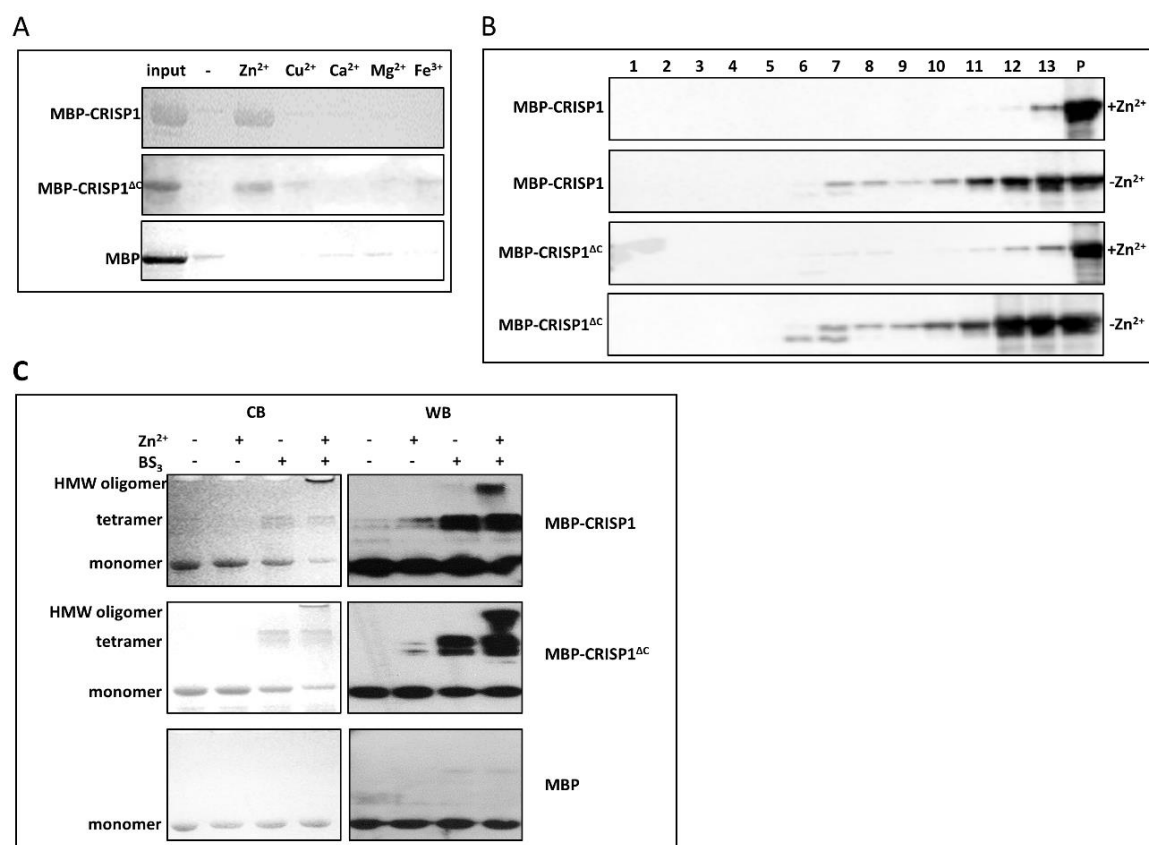 A
input - Zn²⁺ Cu²⁺ Ca²⁺ Mg²⁺ Fe³⁺
MBP-CRISP1
MBP-CRISP1ΔC
MBP
B
1 2 3 4 5 6 7 8 9 10 11 12 13 P
MBP-CRISP1 +Zn²⁺
MBP-CRISP1 -Zn²⁺
MBP-CRISP1ΔC +Zn²⁺
MBP-CRISP1ΔC -Zn²⁺
C
CB WB
Zn²⁺ - + - + - + - +
BS₃ - - + + - - + +
HMW oligomer
tetramer MBP-CRISP1
monomer
HMW oligomer
tetramer MBP-CRISP1ΔC
monomer
MBP
monomer